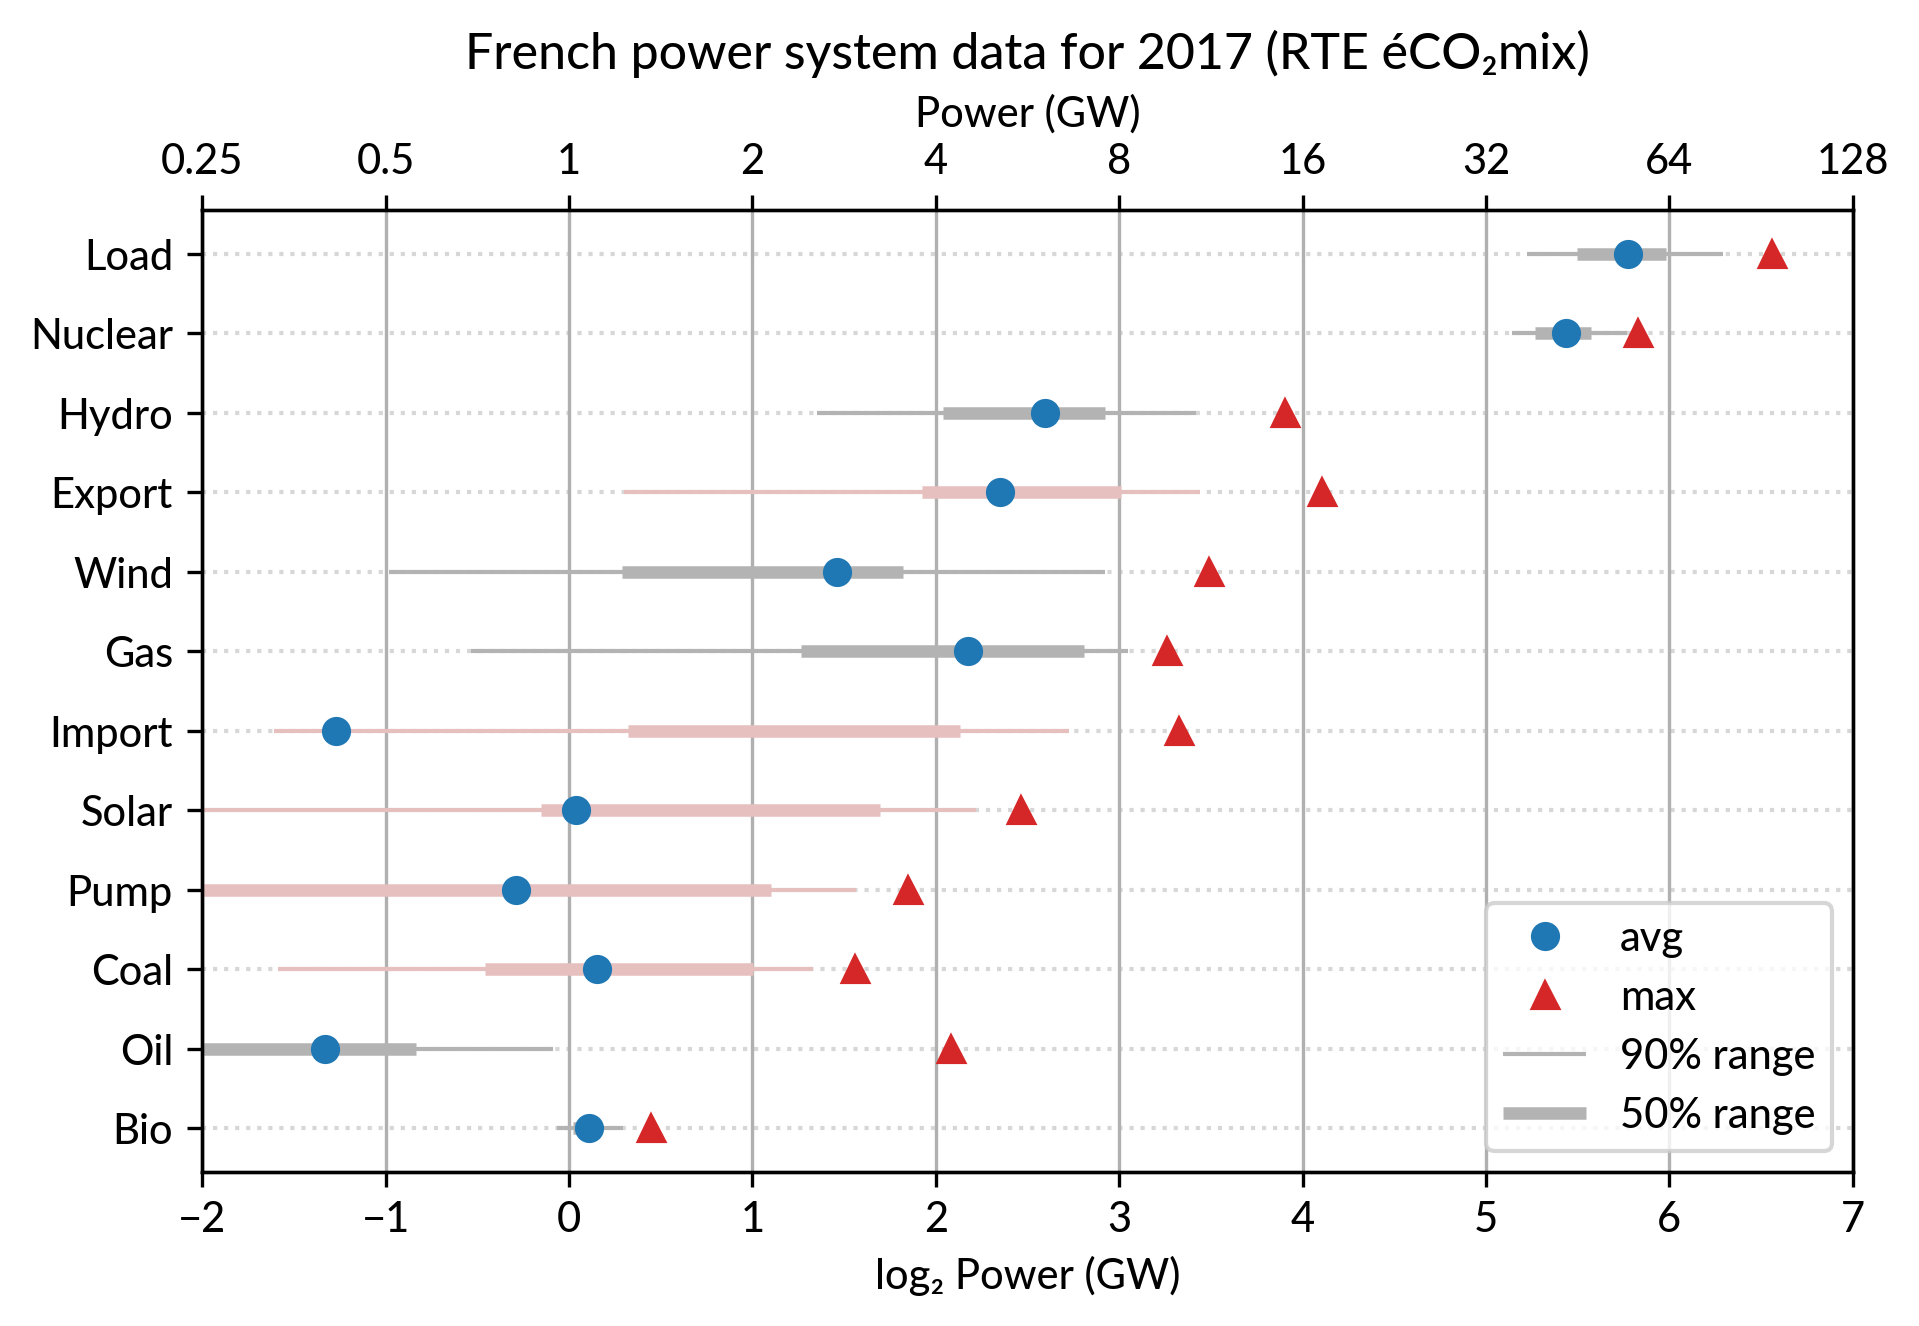 French power system data for 2017 (RTE éCO₂mix)
Power (GW)
0.25 0.5 1 2 4 8 16 32 64 128
Load
Nuclear
Hydro
Export
Wind
Gas
Import
Solar
Pump
Coal
Oil
Bio
avg
max
90% range
50% range
−2 −1 0 1 2 3 4 5 6 7
log₂ Power (GW)